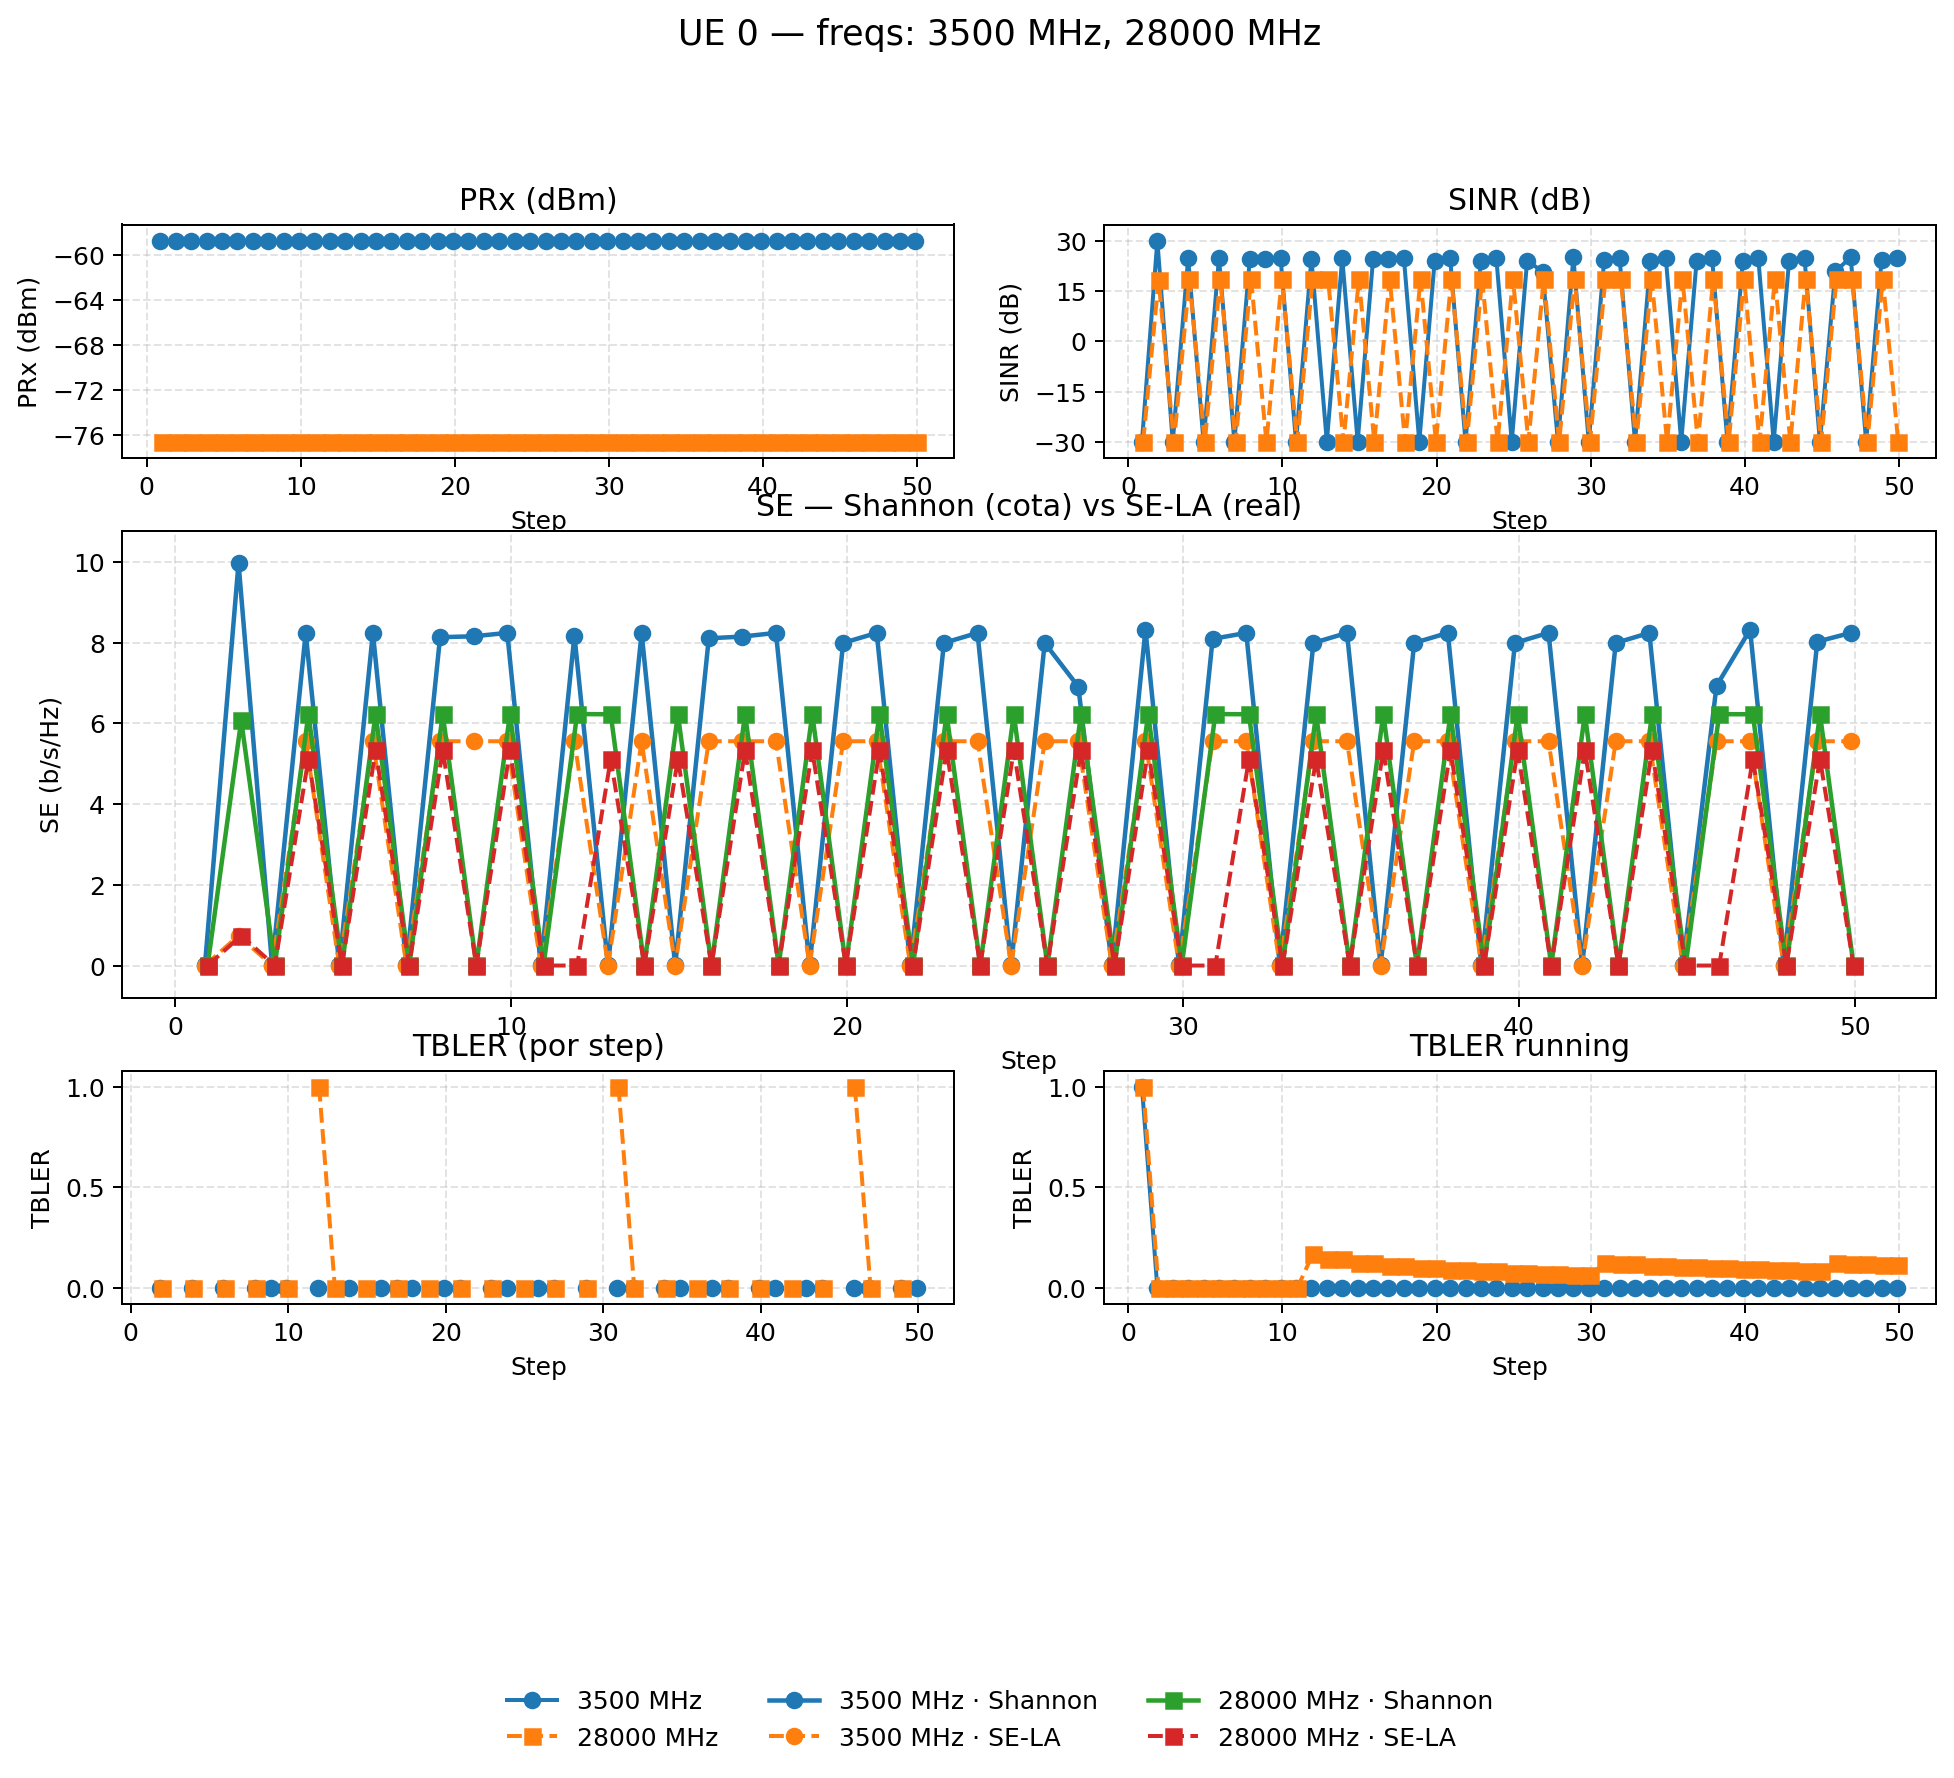 UE 0 — freqs: 3500 MHz, 28000 MHz
PRx (dBm)
PRx (dBm)
−60
−64
−68
−72
−76
0 10 20 30 40 50
Step
SINR (dB)
SINR (dB)
30
15
0
−15
−30
0 10 20 30 40 50
Step
SE — Shannon (cota) vs SE-LA (real)
SE (b/s/Hz)
10
8
6
4
2
0
0 10 20 30 40 50
Step
TBLER (por step)
TBLER
1.0
0.5
0.0
0 10 20 30 40 50
Step
TBLER running
TBLER
1.0
0.5
0.0
0 10 20 30 40 50
Step
3500 MHz
28000 MHz
3500 MHz · Shannon
3500 MHz · SE-LA
28000 MHz · Shannon
28000 MHz · SE-LA